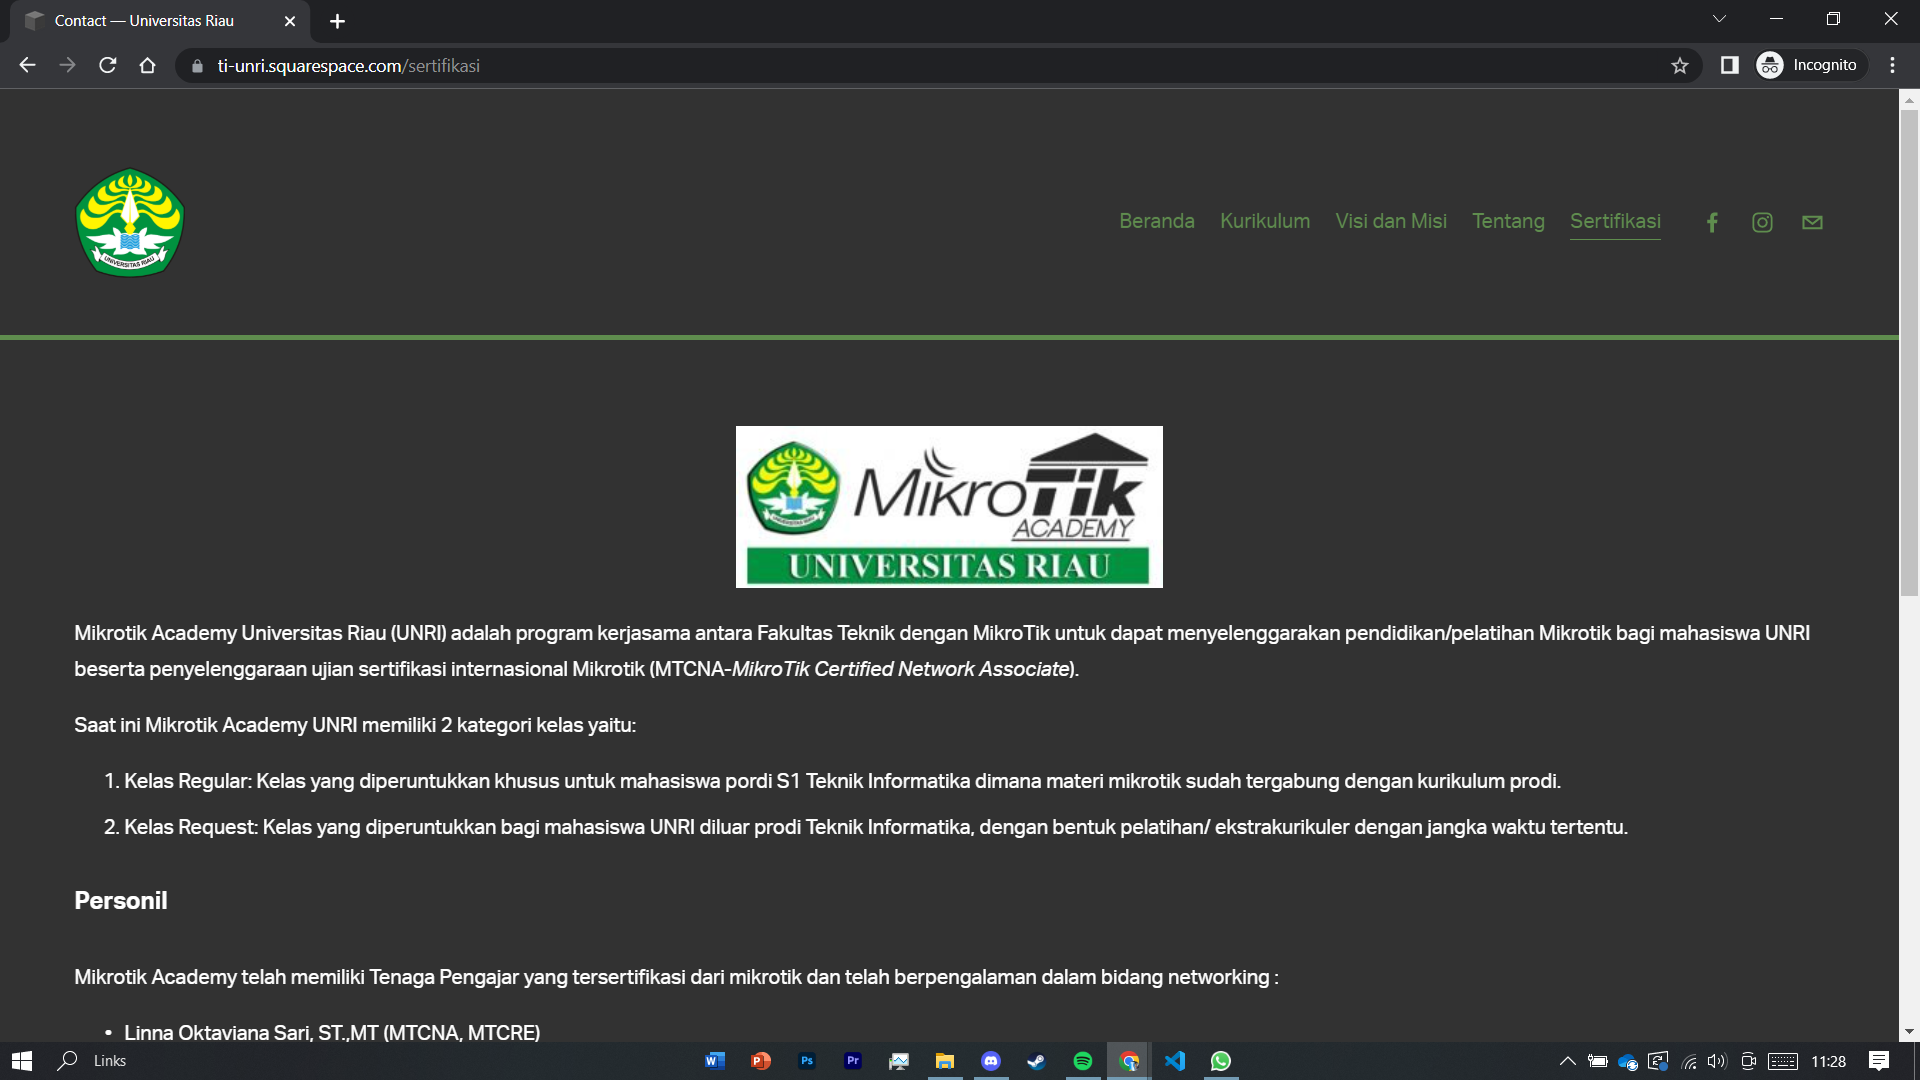 Contact — Universitas Riau
ti-unri.squarespace.com/sertifikasi
Incognito
UNIVERSITAS RIAU
Beranda Kurikulum Visi dan Misi Tentang Sertifikasi
MikroTik
ACADEMY
UNIVERSITAS RIAU
UNIVERSITAS RIAU
Mikrotik Academy Universitas Riau (UNRI) adalah program kerjasama antara Fakultas Teknik dengan MikroTik untuk dapat menyelenggarakan pendidikan/pelatihan Mikrotik bagi mahasiswa UNRI
beserta penyelenggaraan ujian sertifikasi internasional Mikrotik (MTCNA-MikroTik Certified Network Associate).
Saat ini Mikrotik Academy UNRI memiliki 2 kategori kelas yaitu:
1. Kelas Regular: Kelas yang diperuntukkan khusus untuk mahasiswa pordi S1 Teknik Informatika dimana materi mikrotik sudah tergabung dengan kurikulum prodi.
2. Kelas Request: Kelas yang diperuntukkan bagi mahasiswa UNRI diluar prodi Teknik Informatika, dengan bentuk pelatihan/ ekstrakurikuler dengan jangka waktu tertentu.
Personil
Mikrotik Academy telah memiliki Tenaga Pengajar yang tersertifikasi dari mikrotik dan telah berpengalaman dalam bidang networking :
• Linna Oktaviana Sari, ST.,MT (MTCNA, MTCRE)
Links
W
P
Ps
Pr
11:28